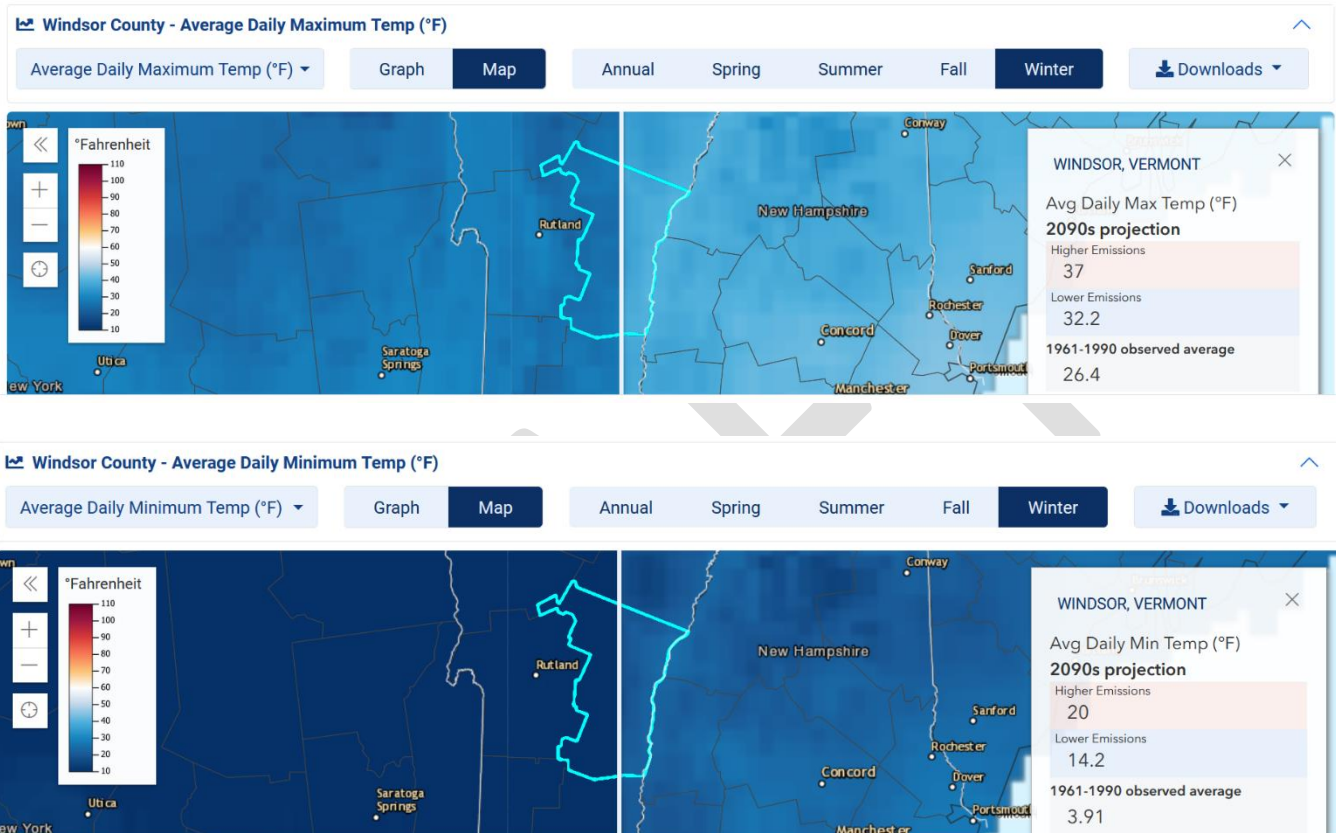 Windsor County - Average Daily Maximum Temp (°F)
Average Daily Maximum Temp (°F) Graph Map Annual Spring Summer Fall Winter Downloads
°Fahrenheit
110
100
90
80
70
60
50
40
30
20
10
Conway
New Hampshire
Rutland
Sanford
Rochester
Concord
Dover
Utica
Saratoga
Springs
ew York
Manchester
WINDSOR, VERMONT
Avg Daily Max Temp (°F)
2090s projection
Higher Emissions
37
Lower Emissions
32.2
1961-1990 observed average
26.4
Windsor County - Average Daily Minimum Temp (°F)
Average Daily Minimum Temp (°F) Graph Map Annual Spring Summer Fall Winter Downloads
°Fahrenheit
110
100
90
80
70
60
50
40
30
20
10
Conway
New Hampshire
Rutland
Sanford
Rochester
Concord
Dover
Utica
Saratoga
Springs
ew York
Manchester
WINDSOR, VERMONT
Avg Daily Min Temp (°F)
2090s projection
Higher Emissions
20
Lower Emissions
14.2
1961-1990 observed average
3.91